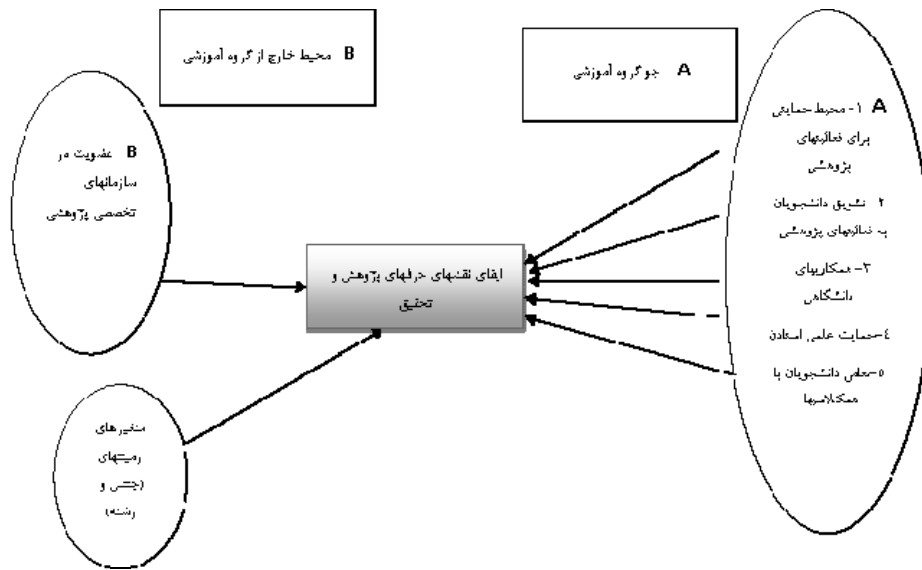 B محیط خارج از گروه آموزشی
A جو گروه آموزشی
A ۱- محیط حمایتی
برای فعالیتهای
پژوهشی
۲- تشویق دانشجویان
به فعالیتهای پژوهشی
۳- همکاریهای
دانشگاهی
٤-حمایت علمی استادن
٥- دانشجویان با
همکلاسیها
B عضویت در
سازمانهای
تخصصی پژوهشی
ایفای نقشهای حرفهای پژوهش و
تحقیق
متغیرهای
زمینهای
(جنس و
رشته)